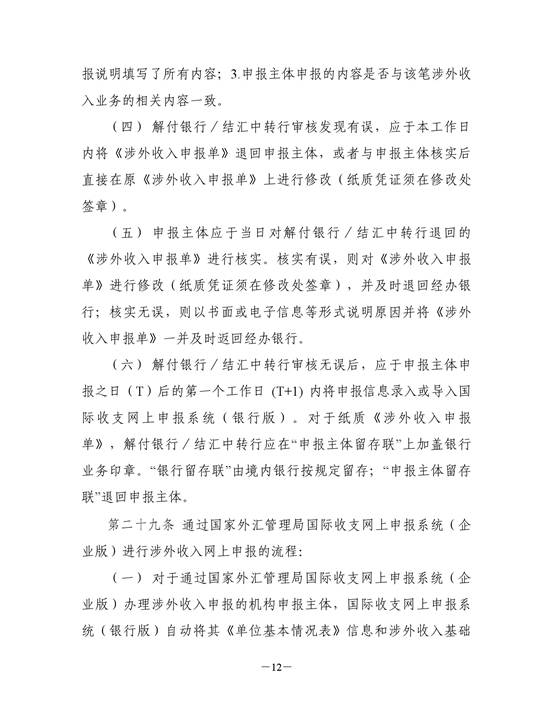 报说明填写了所有内容；3.申报主体申报的内容是否与该笔涉外收
入业务的相关内容一致。
（四） 解付银行／结汇中转行审核发现有误，应于本工作日
内将《涉外收入申报单》退回申报主体，或者与申报主体核实后
直接在原《涉外收入申报单》上进行修改（纸质凭证须在修改处
签章）。
（五） 申报主体应于当日对解付银行／结汇中转行退回的
《涉外收入申报单》进行核实。核实有误，则对《涉外收入申报
单》进行修改（纸质凭证须在修改处签章），并及时退回经办银
行；核实无误，则以书面或电子信息等形式说明原因并将《涉外
收入申报单》一并及时返回经办银行。
（六） 解付银行／结汇中转行审核无误后，应于申报主体申
报之日（T）后的第一个工作日 (T+1) 内将申报信息录入或导入国
际收支网上申报系统（银行版）。对于纸质《涉外收入申报
单》，解付银行／结汇中转行应在“申报主体留存联”上加盖银行
业务印章。“银行留存联”由境内银行按规定留存；“申报主体留存
联”退回申报主体。
第二十九条 通过国家外汇管理局国际收支网上申报系统（企
业版）进行涉外收入网上申报的流程：
（一） 对于通过国家外汇管理局国际收支网上申报系统（企
业版）办理涉外收入申报的机构申报主体，国际收支网上申报系
统（银行版）自动将其《单位基本情况表》信息和涉外收入基础
—12—